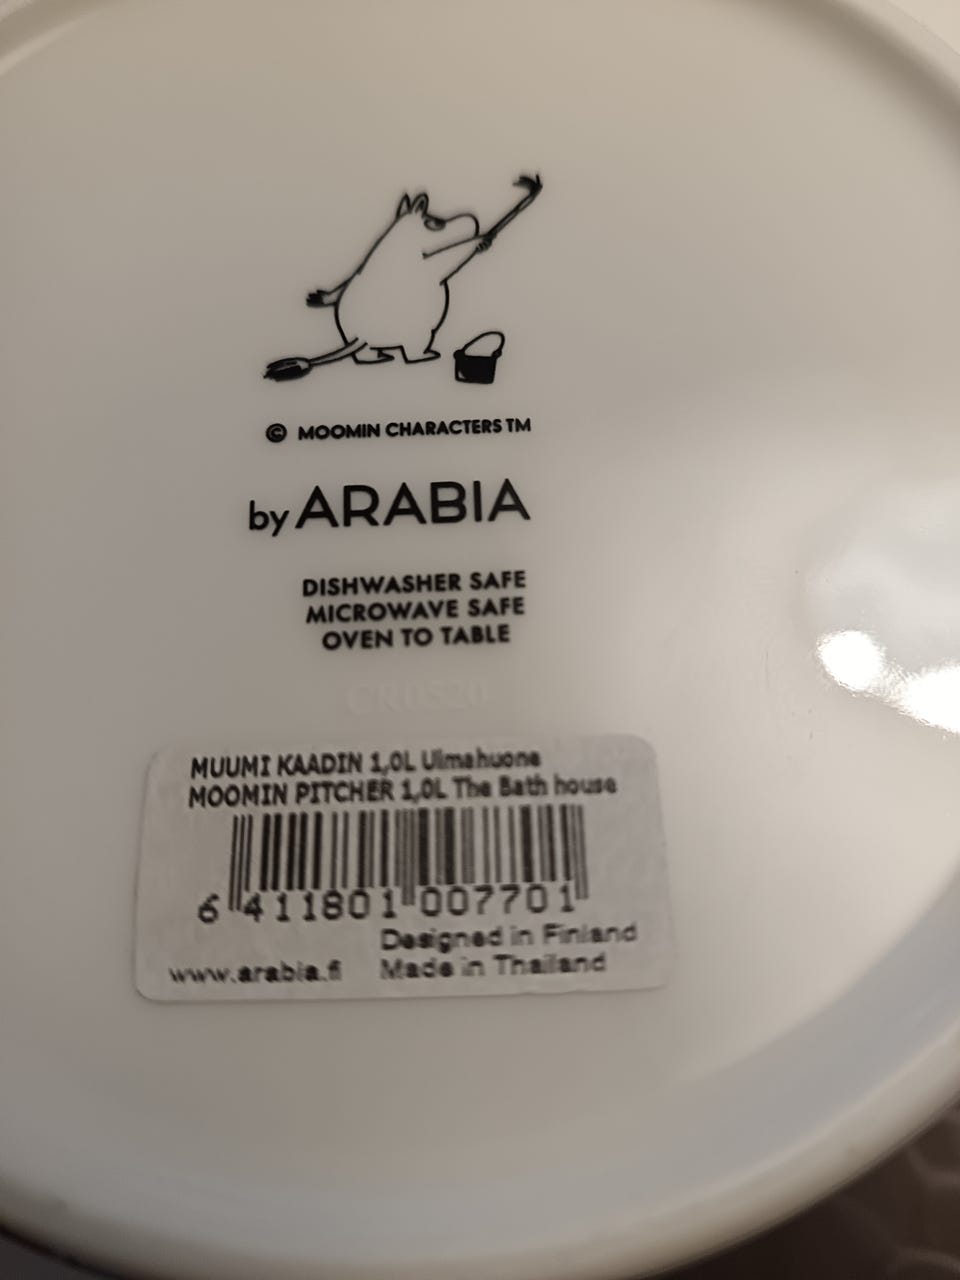 © MOOMIN CHARACTERS TM
by ARABIA
DISHWASHER SAFE
MICROWAVE SAFE
OVEN TO TABLE
CR0520
MUUMI KAADIN 1,0L Uimahuone
MOOMIN PITCHER 1,0L The Bath house
6 411801 007701
Designed in Finland
www.arabia.fi Made in Thailand